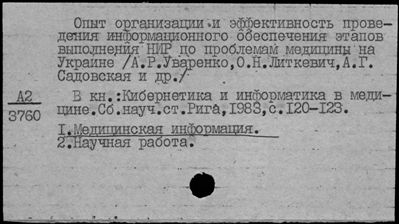 Опыт организации и эффективность прове-
дения информационного обеспечения этапов
выполнения НИР по проблемам медицины на
Украине /А.Р.Уваренко,О.Н.Литкевич,А.Г.
Садовская и др./-
А2
3760
В кн.:Кибернетика и информатика в меди-
цине.Сб.науч.ст.Рига,1983,с.120-123.
I.Медицинская информация.
2.Научная работа.